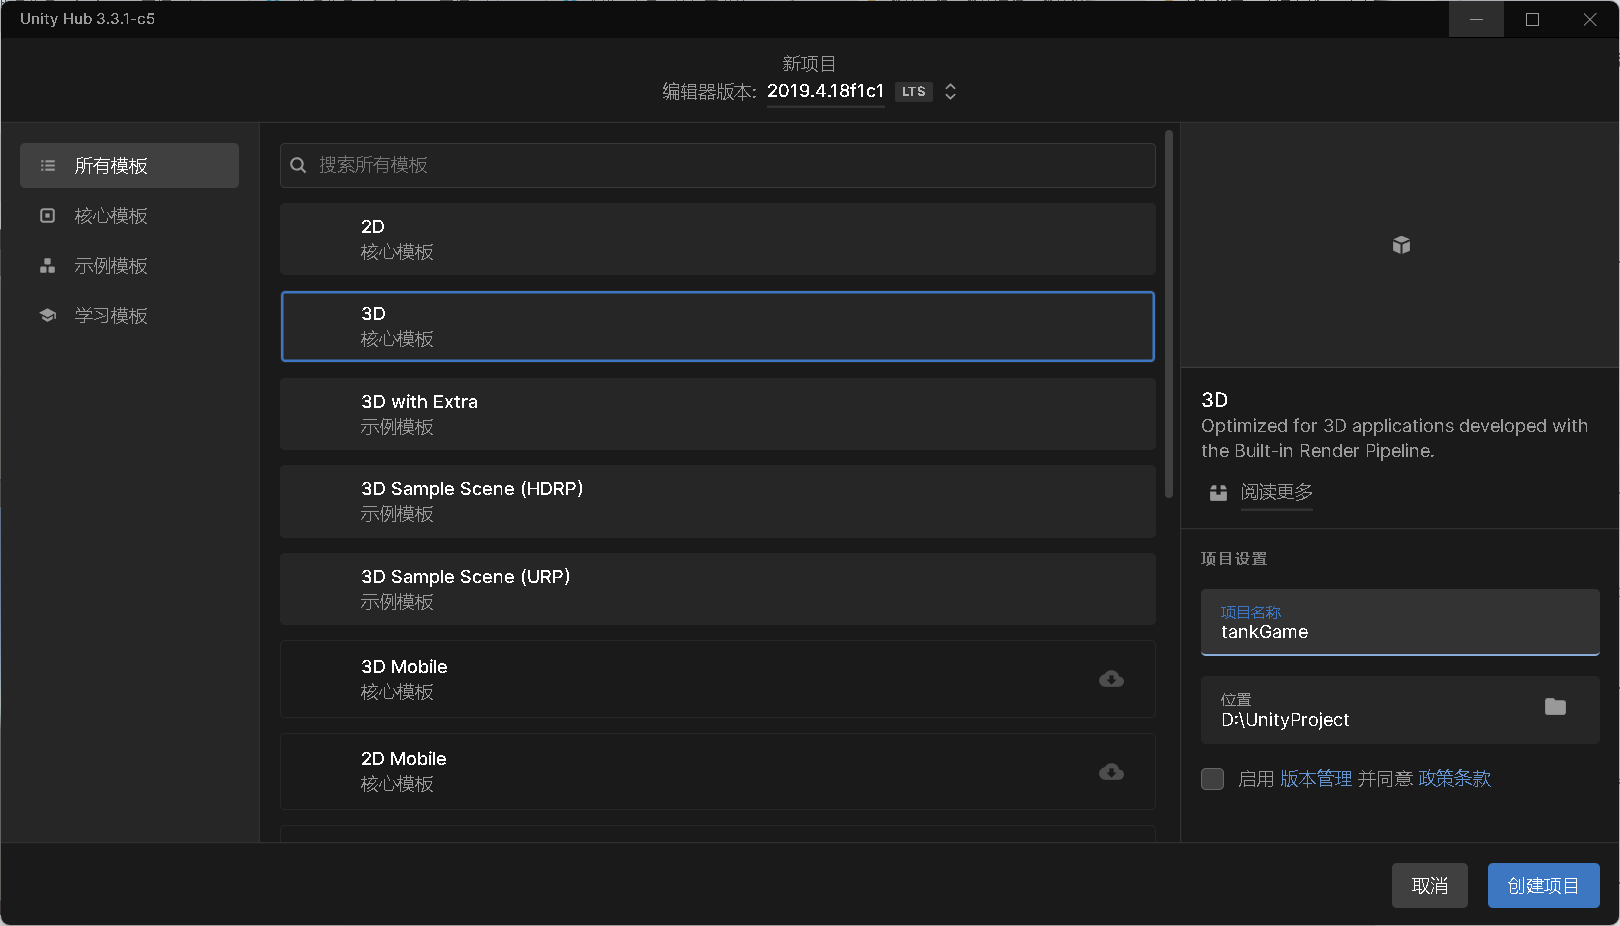 Unity Hub 3.3.1-c5
新项目
编辑器版本: 2019.4.18f1c1 LTS
所有模板
核心模板
示例模板
学习模板
搜索所有模板
2D
核心模板
3D
核心模板
3D with Extra
示例模板
3D Sample Scene (HDRP)
示例模板
3D Sample Scene (URP)
示例模板
3D Mobile
核心模板
2D Mobile
核心模板
3D
Optimized for 3D applications developed with
the Built-in Render Pipeline.
阅读更多
项目设置
项目名称
tankGame
位置
D:\UnityProject
启用 版本管理 并同意 政策条款
取消
创建项目